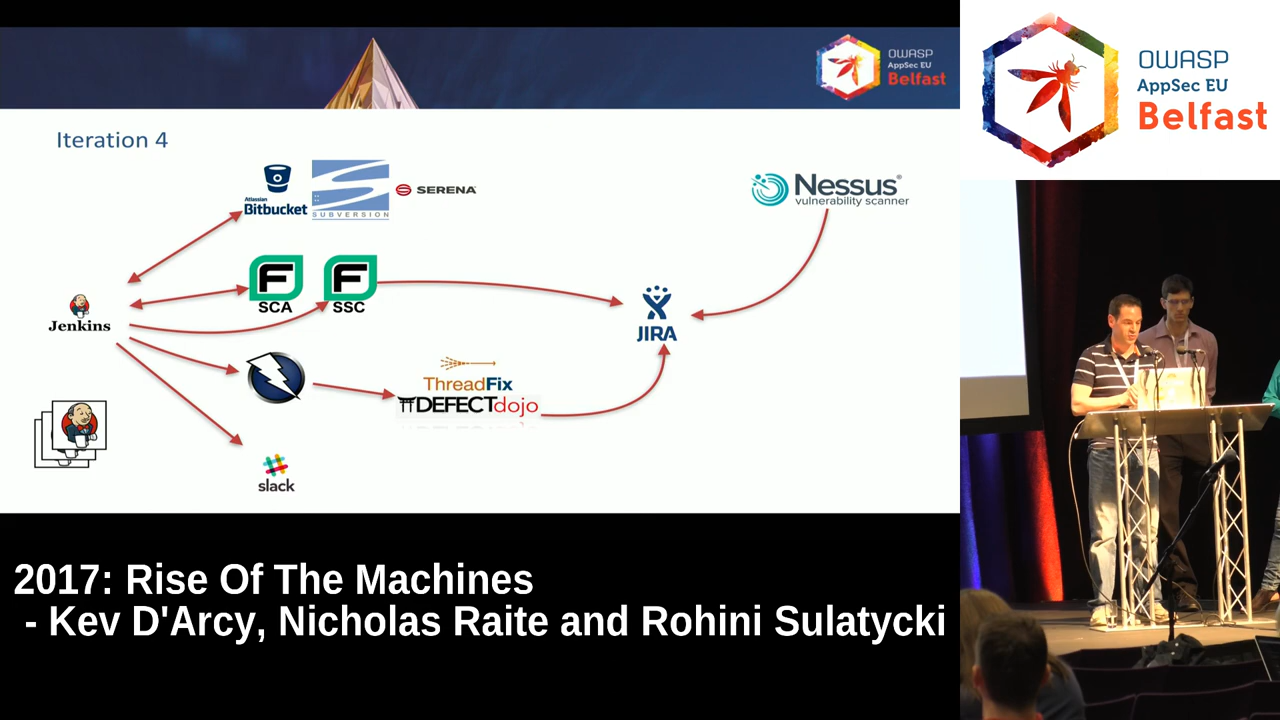 OWASP
AppSec EU
Belfast
OWASP
AppSec EU
Belfast
Iteration 4
Atlassian
Bitbucket
SUBVERSION
SERENA
Nessus®
vulnerability scanner
F
SCA
F
SSC
Jenkins
JIRA
ThreadFix
DEFECTdojo
slack
2017: Rise Of The Machines
- Kev D'Arcy, Nicholas Raite and Rohini Sulatycki